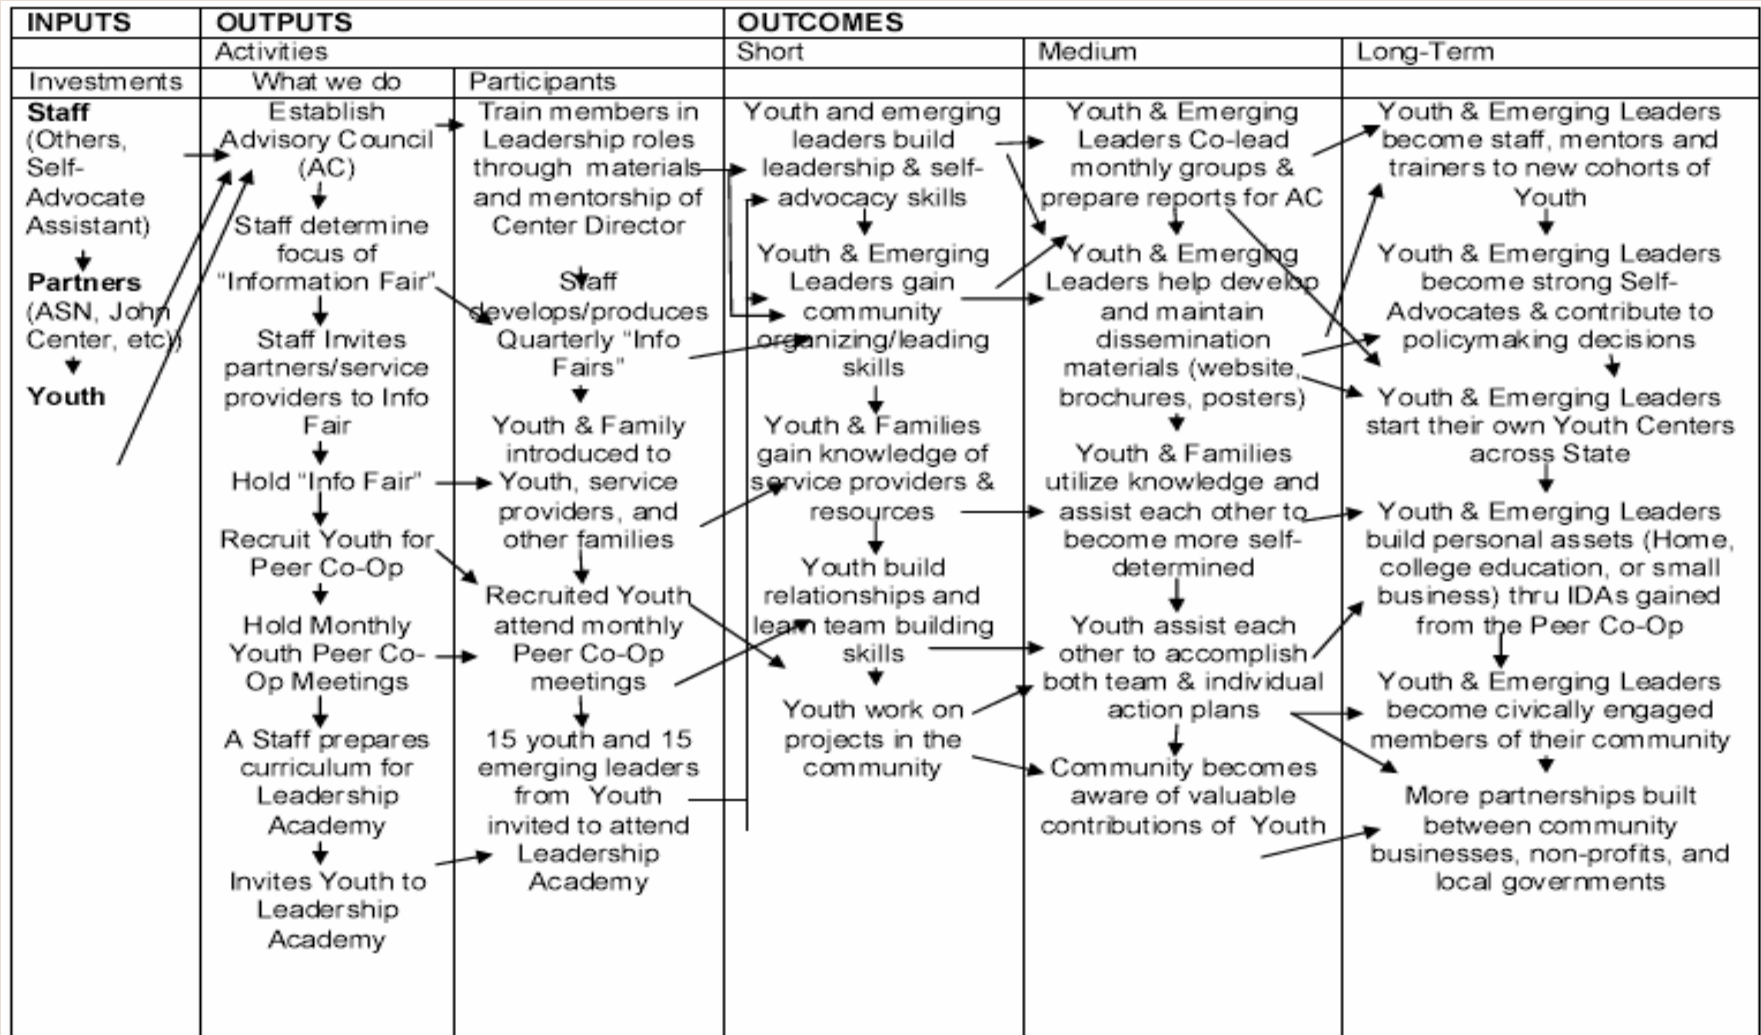 INPUTS
OUTPUTS
OUTCOMES
Activities
Short
Medium
Long-Term
Investments
What we do
Participants
Staff
(Others,
Self-
Advocate
Assistant)
Partners
(ASN, John
Center, etc))
Youth
Establish
Advisory Council
(AC)
Staff determine
focus of
“Information Fair”
Staff Invites
partners/service
providers to Info
Fair
Hold “Info Fair”
Recruit Youth for
Peer Co-Op
Hold Monthly
Youth Peer Co-
Op Meetings
A Staff prepares
curriculum for
Leadership
Academy
Invites Youth to
Leadership
Academy
Train members in
Leadership roles
through materials
and mentorship of
Center Director
Staff
develops/produces
Quarterly “Info
Fairs”
Youth & Family
introduced to
Youth, service
providers, and
other families
Recruited Youth
attend monthly
Peer Co-Op
meetings
15 youth and 15
emerging leaders
from Youth
invited to attend
Leadership
Academy
Youth and emerging
leaders build
leadership & self-
advocacy skills
Youth & Emerging
Leaders gain
community
organizing/leading
skills
Youth & Families
gain knowledge of
service providers &
resources
Youth build
relationships and
learn team building
skills
Youth work on
projects in the
community
Youth & Emerging
Leaders Co-lead
monthly groups &
prepare reports for AC
Youth & Emerging
Leaders help develop
and maintain
dissemination
materials (website,
brochures, posters)
Youth & Families
utilize knowledge and
assist each other to
become more self-
determined
Youth assist each
other to accomplish
both team & individual
action plans
Community becomes
aware of valuable
contributions of Youth
Youth & Emerging Leaders
become staff, mentors and
trainers to new cohorts of
Youth
Youth & Emerging Leaders
become strong Self-
Advocates & contribute to
policymaking decisions
Youth & Emerging Leaders
start their own Youth Centers
across State
Youth & Emerging Leaders
build personal assets (Home,
college education, or small
business) thru IDAs gained
from the Peer Co-Op
Youth & Emerging Leaders
become civically engaged
members of their community
More partnerships built
between community
businesses, non-profits, and
local governments